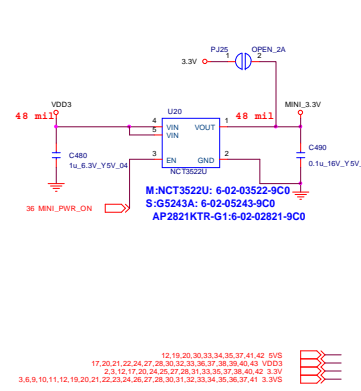 PJ25 OPEN_2A
3.3V 1 2
VDD3 MINI_3.3V
48 mil U20 48 mil
4 VIN VOUT 1
5 VIN
C480 3 EN GND 2 C490
1u_6.3V_Y5V_04 NCT3522U 0.1u_16V_Y5V_
M:NCT3522U: 6-02-03522-9C0
S:G5243A: 6-02-05243-9C0
AP2821KTR-G1:6-02-02821-9C0
36 MINI_PWR_ON
12,19,20,30,33,34,35,37,41,42 5VS
17,20,21,22,24,27,28,30,32,33,36,37,38,39,40,43 VDD3
2,3,12,17,20,24,25,27,28,31,33,35,37,38,40,42 3.3V
3,6,9,10,11,12,19,20,21,22,23,24,26,27,28,30,31,32,33,34,35,36,37,41 3.3VS